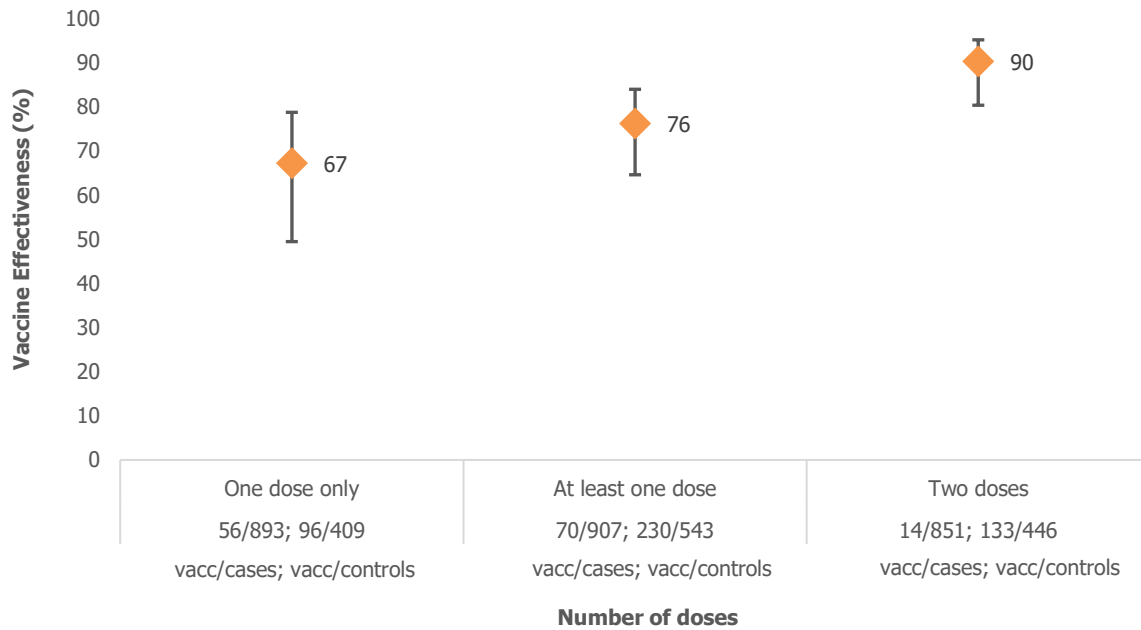 100
90
80
70
60
50
40
30
20
10
0
Vaccine Effectiveness (%)
67
76
90
One dose only
At least one dose
Two doses
56/893; 96/409
70/907; 230/543
14/851; 133/446
vacc/cases; vacc/controls
vacc/cases; vacc/controls
vacc/cases; vacc/controls
Number of doses